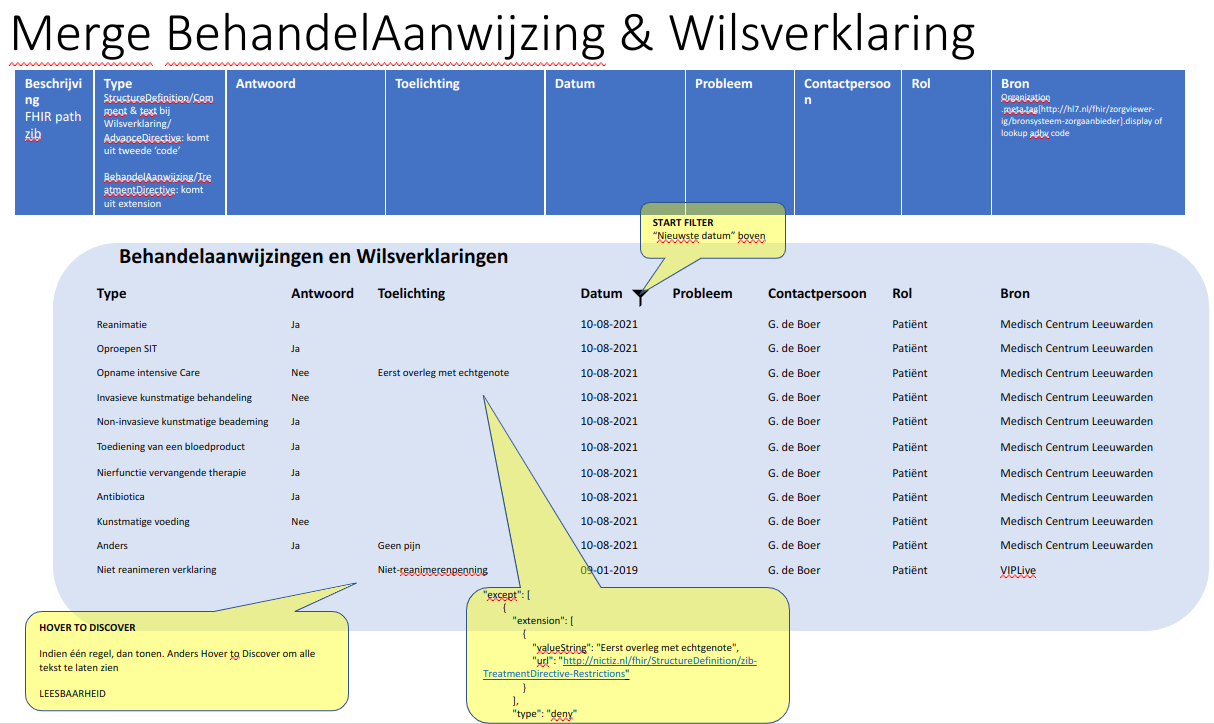 Merge BehandelAanwijzing & Wilsverklaring
Beschrijvi
ng
FHIR path
zib
Type
StructureDefinition/Com
ment & text bij
Wilsverklaring/
AdvanceDirective: komt
uit tweede ‘code’
BehandelAanwijzing/Tre
atmentDirective: komt
uit extension
Antwoord
Toelichting
Datum
Probleem
Contactpersoo
n
Rol
Bron
Organization
.meta.tag[http://hl7.nl/fhir/zorgviewer-
ig/bronsysteem-zorgaanbieder].display of
lookup adhv code
START FILTER
“Nieuwste datum” boven
Behandelaanwijzingen en Wilsverklaringen
Type Antwoord Toelichting Datum Probleem Contactpersoon Rol Bron
Reanimatie Ja 10-08-2021 G. de Boer Patiënt Medisch Centrum Leeuwarden
Oproepen SIT Ja 10-08-2021 G. de Boer Patiënt Medisch Centrum Leeuwarden
Opname intensive Care Nee Eerst overleg met echtgenote 10-08-2021 G. de Boer Patiënt Medisch Centrum Leeuwarden
Invasieve kunstmatige behandeling Nee 10-08-2021 G. de Boer Patiënt Medisch Centrum Leeuwarden
Non-invasieve kunstmatige beademing Ja 10-08-2021 G. de Boer Patiënt Medisch Centrum Leeuwarden
Toediening van een bloedproduct Ja 10-08-2021 G. de Boer Patiënt Medisch Centrum Leeuwarden
Nierfunctie vervangende therapie Ja 10-08-2021 G. de Boer Patiënt Medisch Centrum Leeuwarden
Antibiotica Ja 10-08-2021 G. de Boer Patiënt Medisch Centrum Leeuwarden
Kunstmatige voeding Nee 10-08-2021 G. de Boer Patiënt Medisch Centrum Leeuwarden
Anders Ja Geen pijn 10-08-2021 G. de Boer Patiënt Medisch Centrum Leeuwarden
Niet reanimeren verklaring Niet-reanimerenpenning 09-01-2019 G. de Boer Patiënt VIPLive
HOVER TO DISCOVER
Indien één regel, dan tonen. Anders Hover to Discover om alle
tekst te laten zien
LEESBAARHEID
"except": [
{
"extension": [
{
"valueString": "Eerst overleg met echtgenote",
"url": "http://nictiz.nl/fhir/StructureDefinition/zib-
TreatmentDirective-Restrictions"
}
],
"type": "deny"